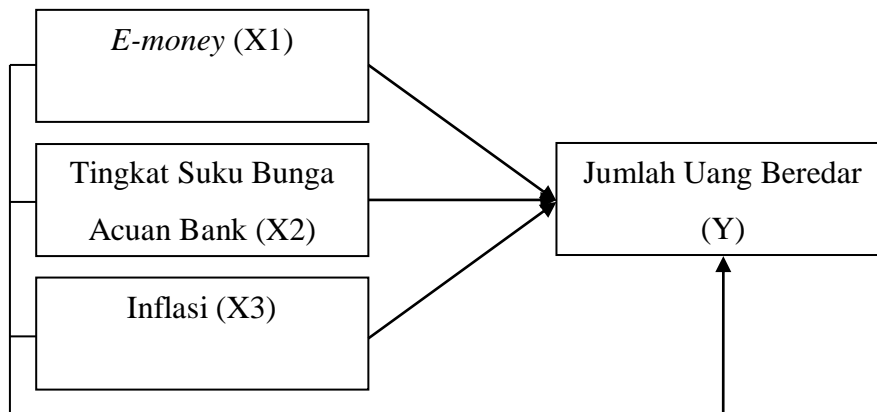 E-money (X1)
Tingkat Suku Bunga
Acuan Bank (X2)
Inflasi (X3)
Jumlah Uang Beredar
(Y)